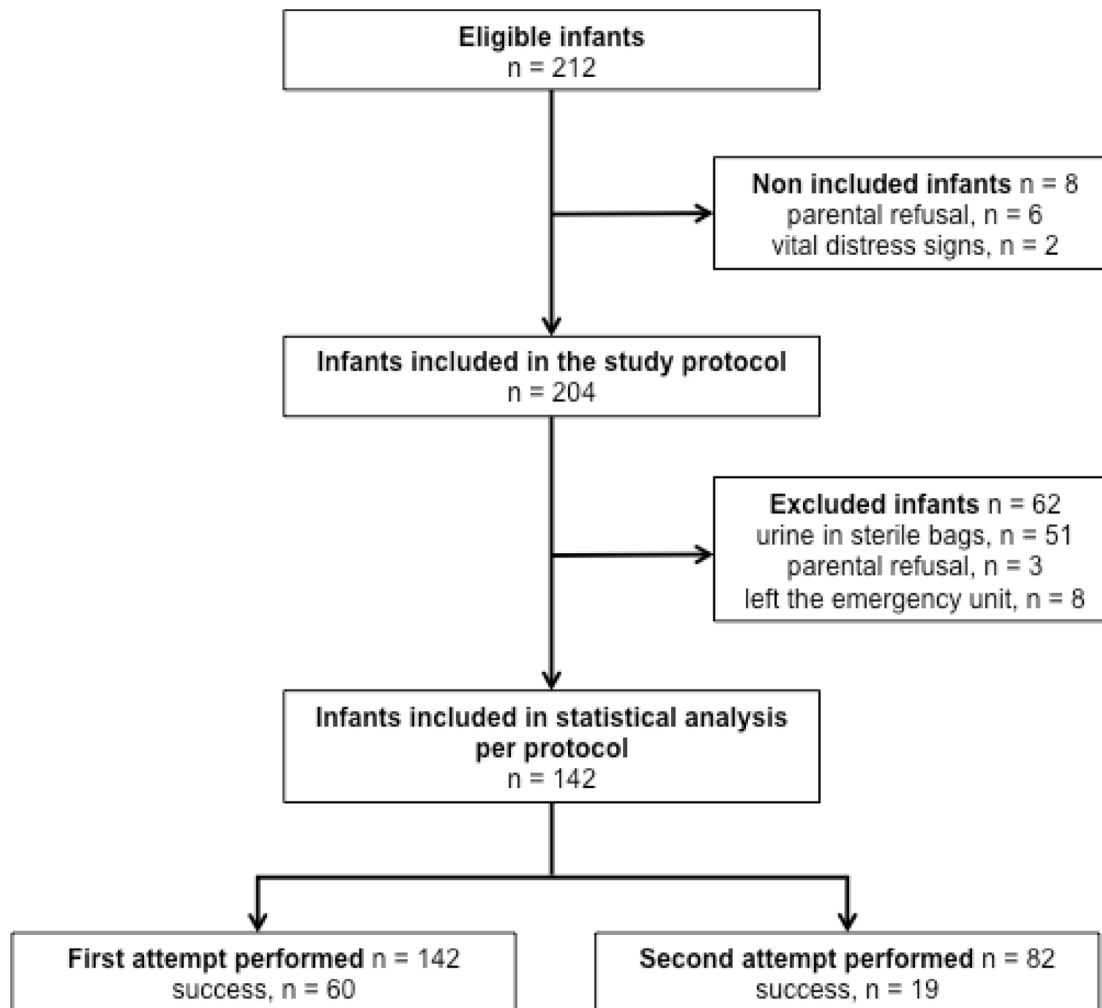 Eligible infants
n = 212
Non included infants n = 8
parental refusal, n = 6
vital distress signs, n = 2
Infants included in the study protocol
n = 204
Excluded infants n = 62
urine in sterile bags, n = 51
parental refusal, n = 3
left the emergency unit, n = 8
Infants included in statistical analysis
per protocol
n = 142
First attempt performed n = 142
success, n = 60
Second attempt performed n = 82
success, n = 19